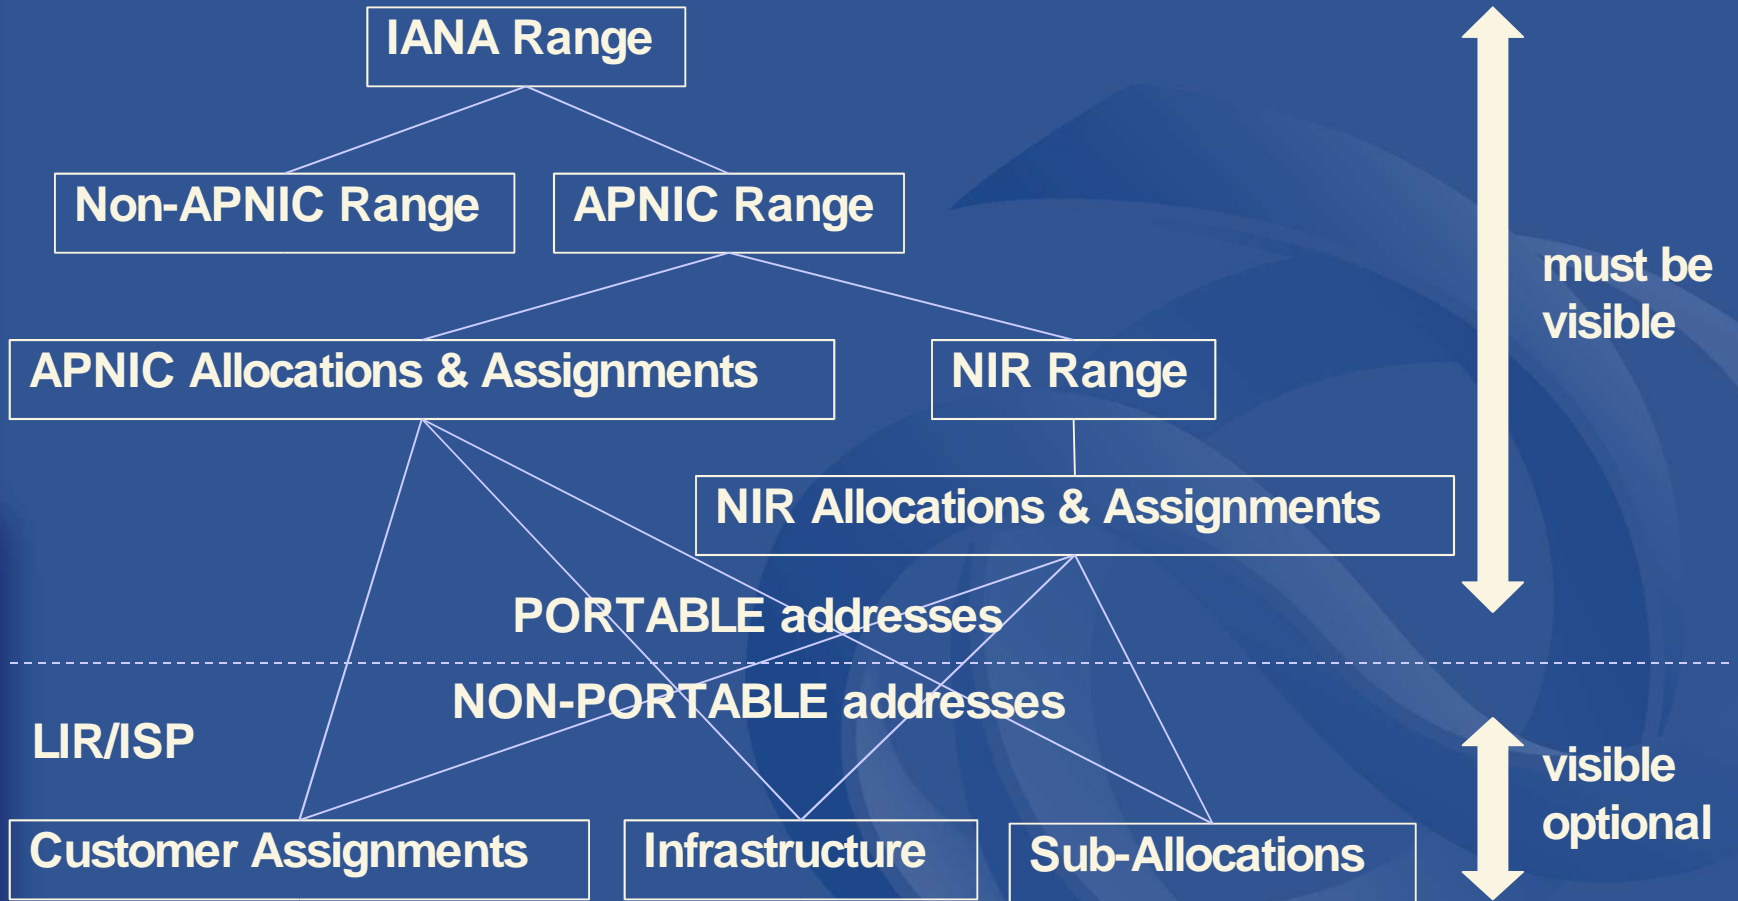 IANA Range
Non-APNIC Range
APNIC Range
must be
visible
APNIC Allocations & Assignments
NIR Range
NIR Allocations & Assignments
PORTABLE addresses
NON-PORTABLE addresses
LIR/ISP
visible
optional
Customer Assignments
Infrastructure
Sub-Allocations